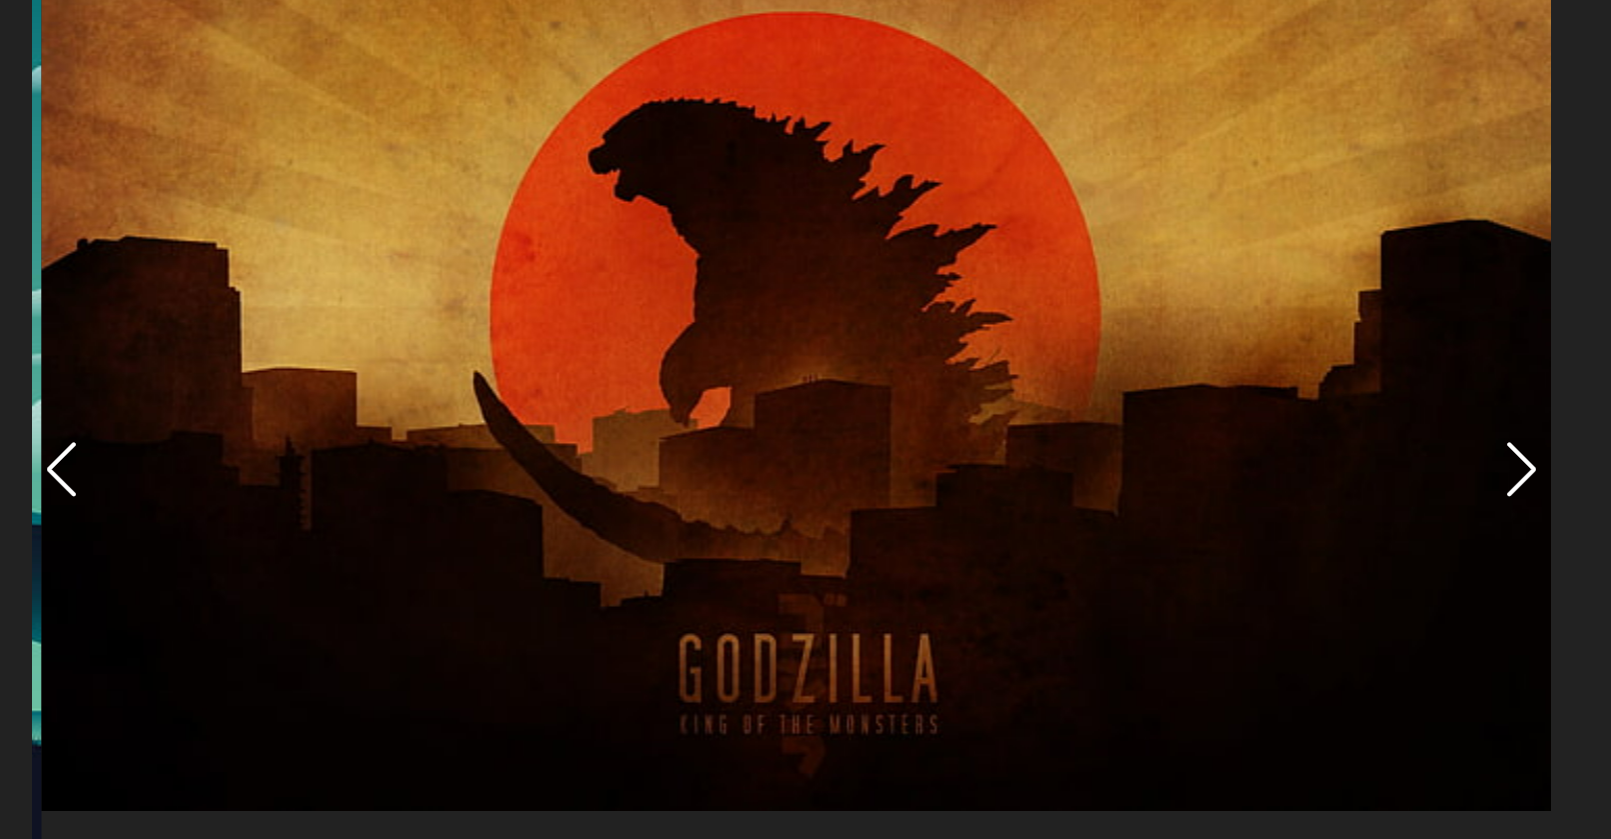 GODZILLA
KING OF THE MONSTERS